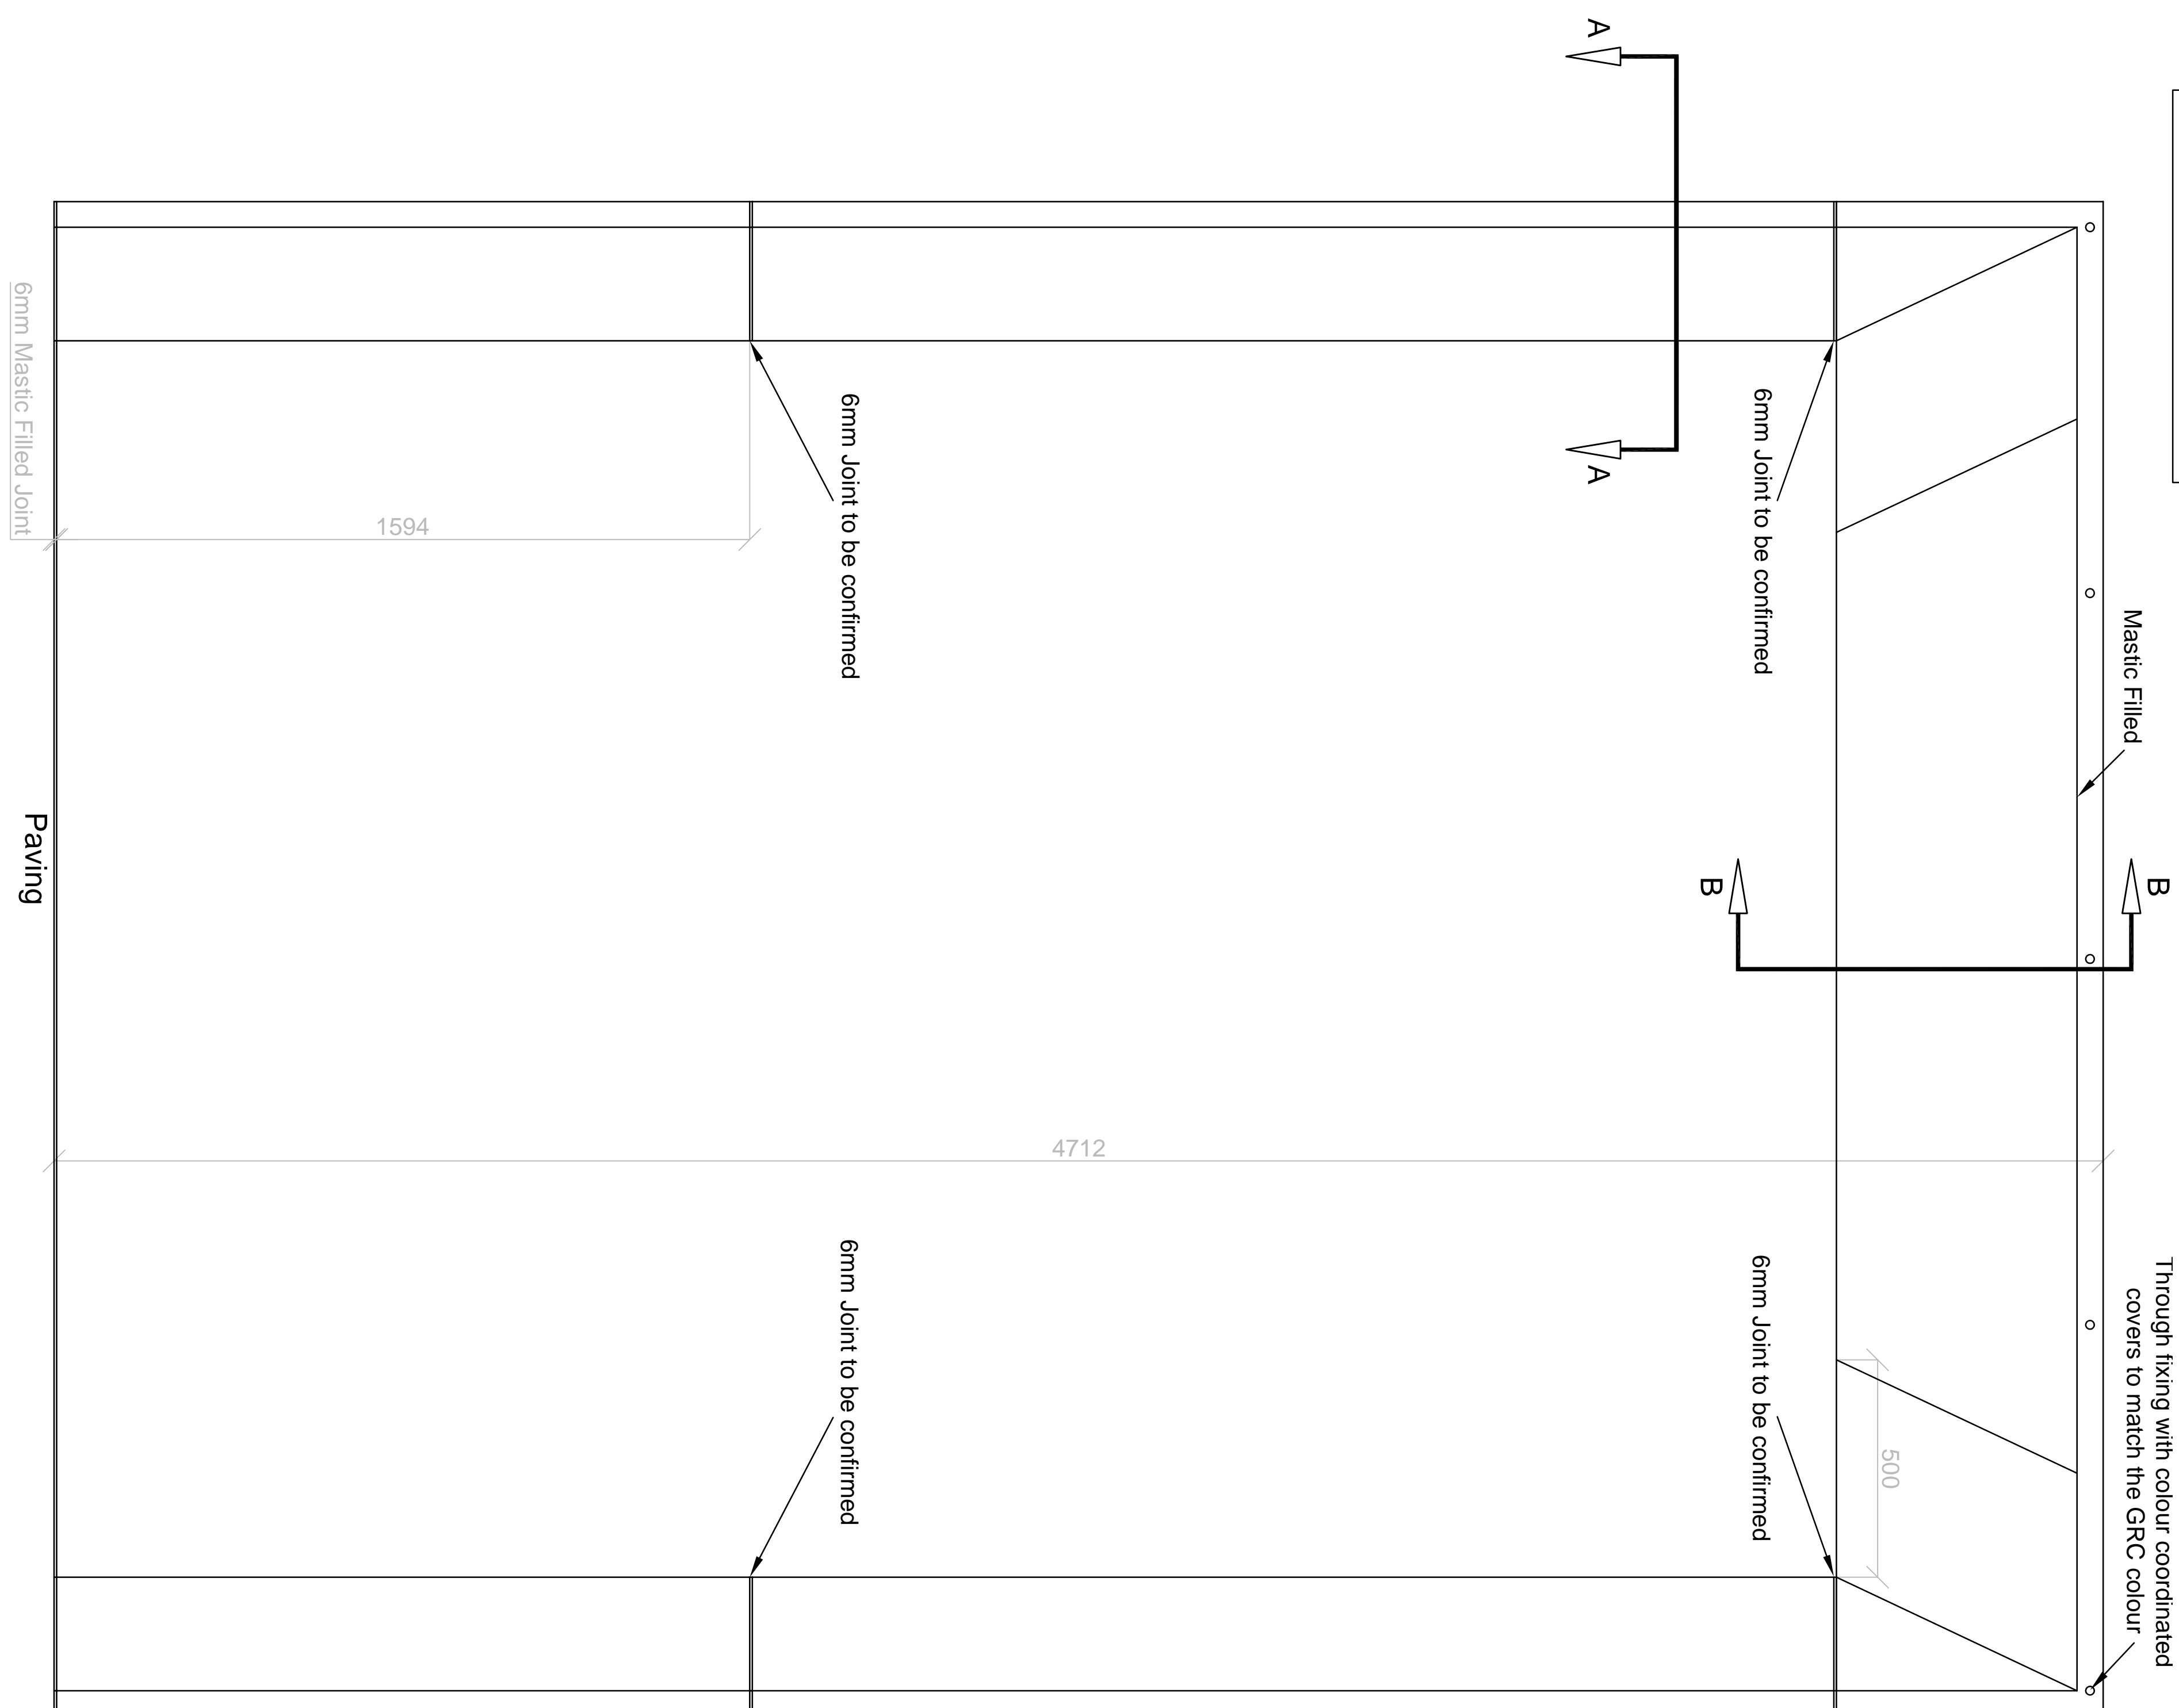 Through fixing with colour coordinated
covers to match the GRC colour
Mastic Filled
B
B
6mm Joint to be confirmed
6mm Joint to be confirmed
500
A
A
6mm Joint to be confirmed
6mm Joint to be confirmed
1594
4712
6mm Mastic Filled Joint
Paving